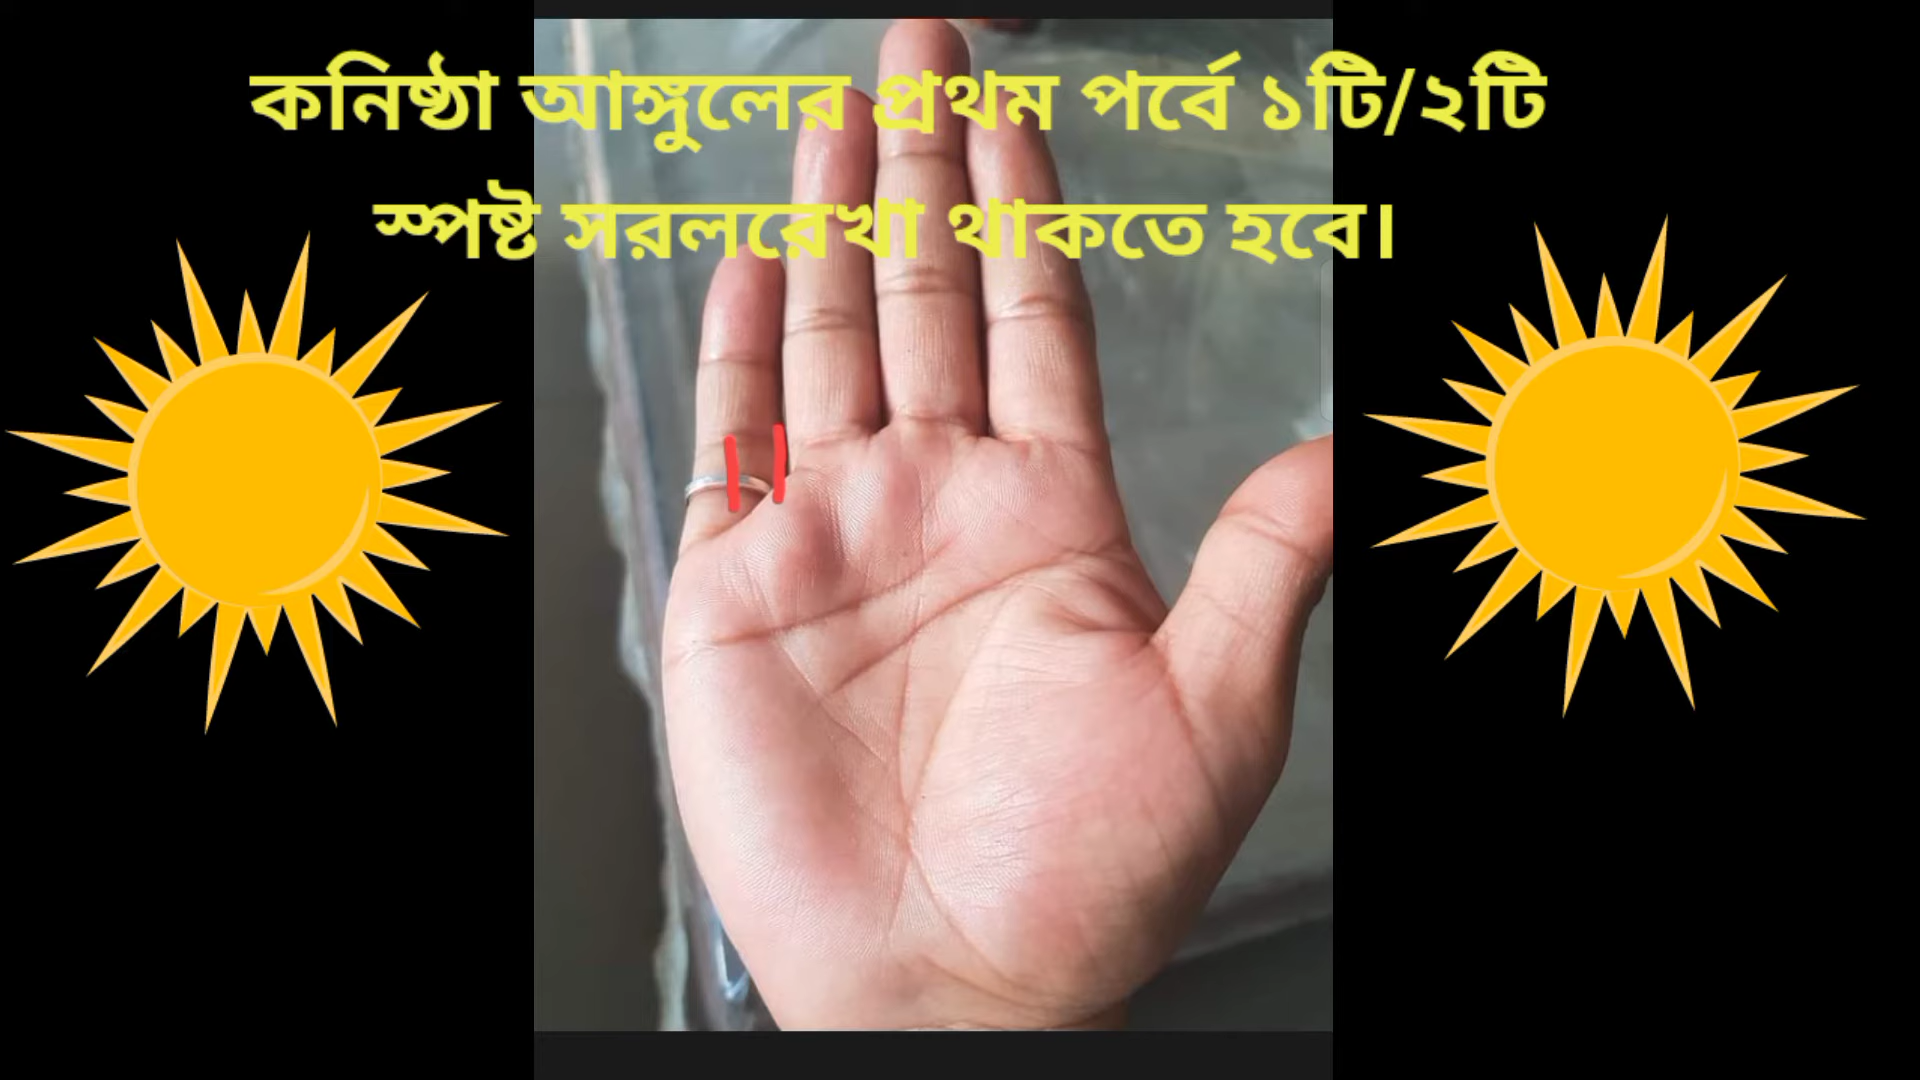 কনিষ্ঠা আঙ্গুলের প্রথম পর্বে ১টি/২টি
স্পষ্ট সরলরেখা থাকতে হবে।